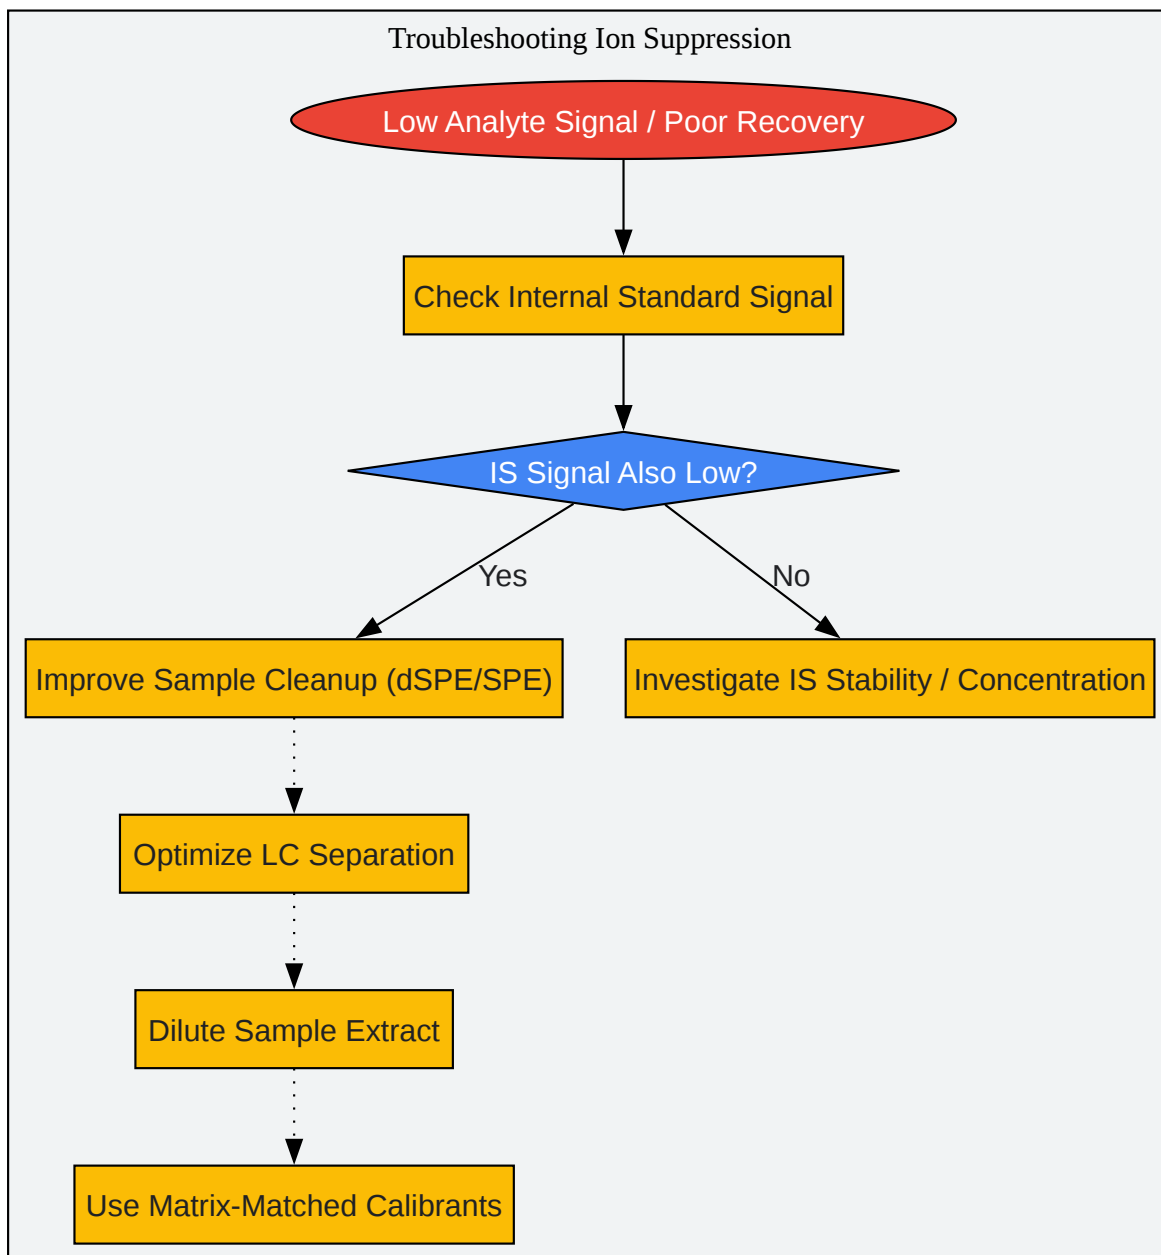 Troubleshooting Ion Suppression
Low Analyte Signal / Poor Recovery
Check Internal Standard Signal
IS Signal Also Low?
Yes
No
Improve Sample Cleanup (dSPE/SPE)
Investigate IS Stability / Concentration
Optimize LC Separation
Dilute Sample Extract
Use Matrix-Matched Calibrants